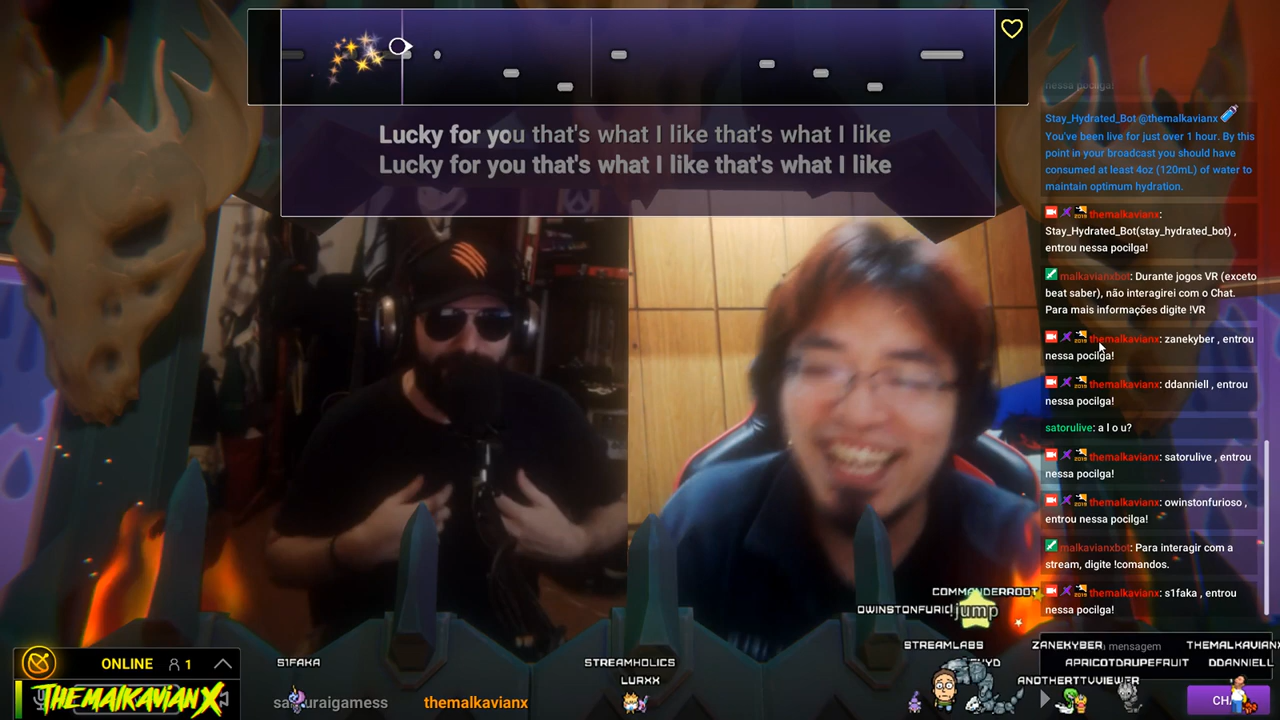 Lucky for you that's what I like that's what I like
Lucky for you that's what I like that's what I like
nessa pocilga!
Stay_Hydrated_Bot @themalkavianx
You've been live for just over 1 hour. By this
point in your broadcast you should have
consumed at least 4oz (120mL) of water to
maintain optimum hydration.
2019 themalkavianx:
Stay_Hydrated_Bot(stay_hydrated_bot) ,
entrou nessa pocilga!
malkavianxbot: Durante jogos VR (exceto
beat saber), não interagirei com o Chat.
Para mais informações digite !VR
2019 themalkavianx: zanekyber , entrou
nessa pocilga!
2019 themalkavianx: ddanniell , entrou
nessa pocilga!
satorulive: a l o u?
2019 themalkavianx: satorulive , entrou
nessa pocilga!
2019 themalkavianx: owinstonfurioso ,
entrou nessa pocilga!
malkavianxbot: Para interagir com a
stream, digite !comandos.
2019 themalkavianx: s1faka , entrou
nessa pocilga!
COMMANDERROOT
!jump
STREAMLABS
ZANEKYBER
mensagem
THEMALKAVIANX
APRICOTDRUPEFRUIT
DDANNIELL
ANOTHERTTVVIEWER
ONLINE 1
S1FAKA
STREAMHOLICS
LURXX
THEMALKAVIANX
themalkavianx